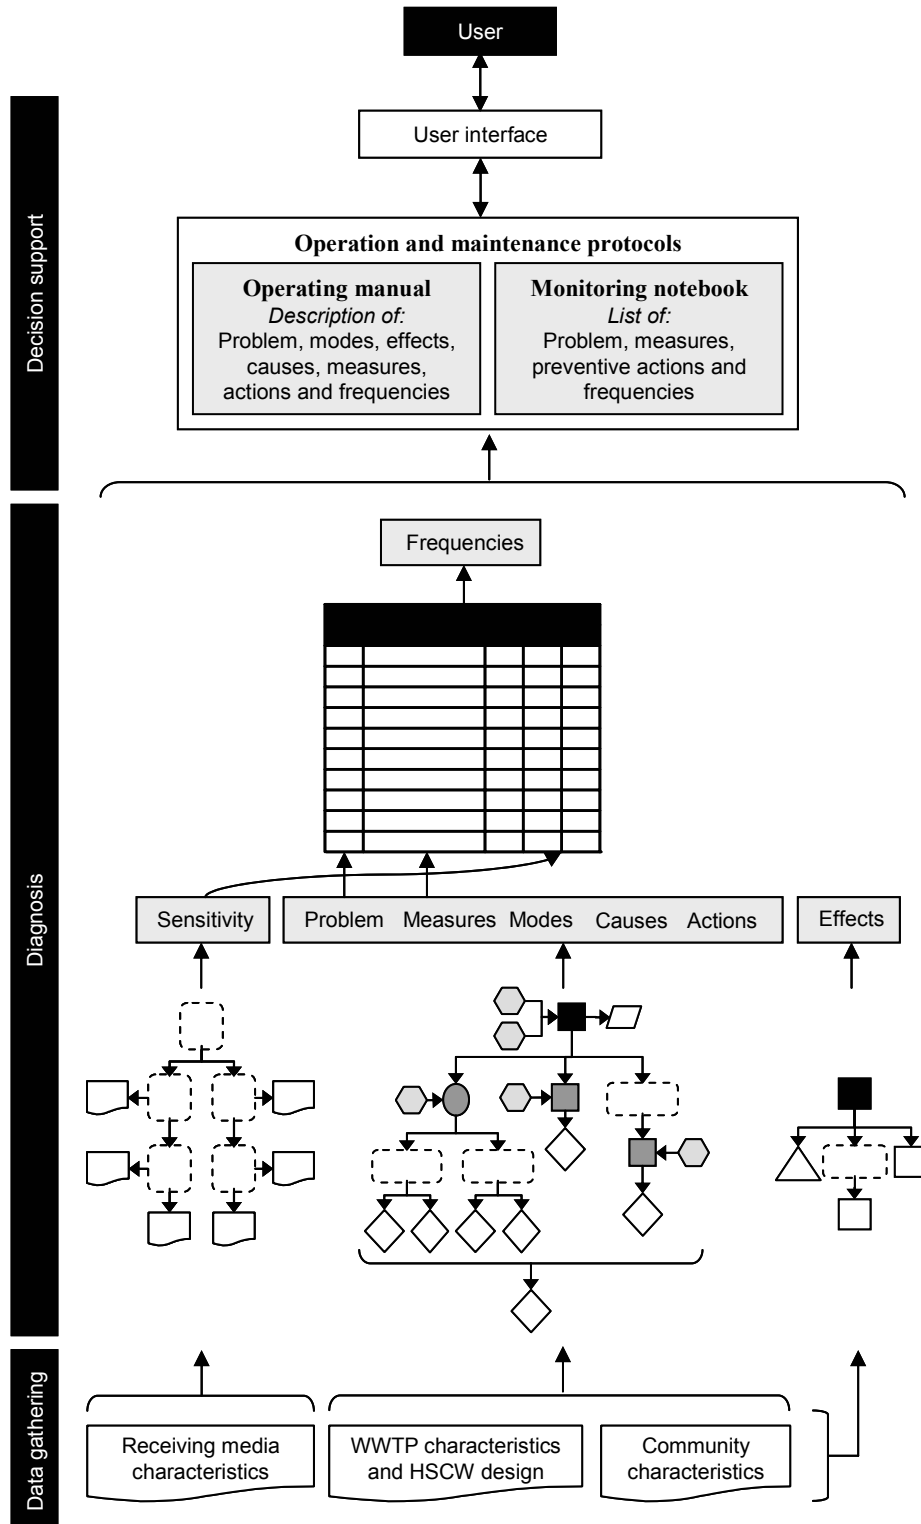 User
User interface
Decision support
Operation and maintenance protocols
Operating manual
Description of:
Problem, modes, effects,
causes, measures,
actions and frequencies
Monitoring notebook
List of:
Problem, measures,
preventive actions and
frequencies
Diagnosis
Frequencies
Sensitivity
Problem Measures Modes Causes Actions
Effects
Data gathering
Receiving media
characteristics
WWTP characteristics
and HSCW design
Community
characteristics